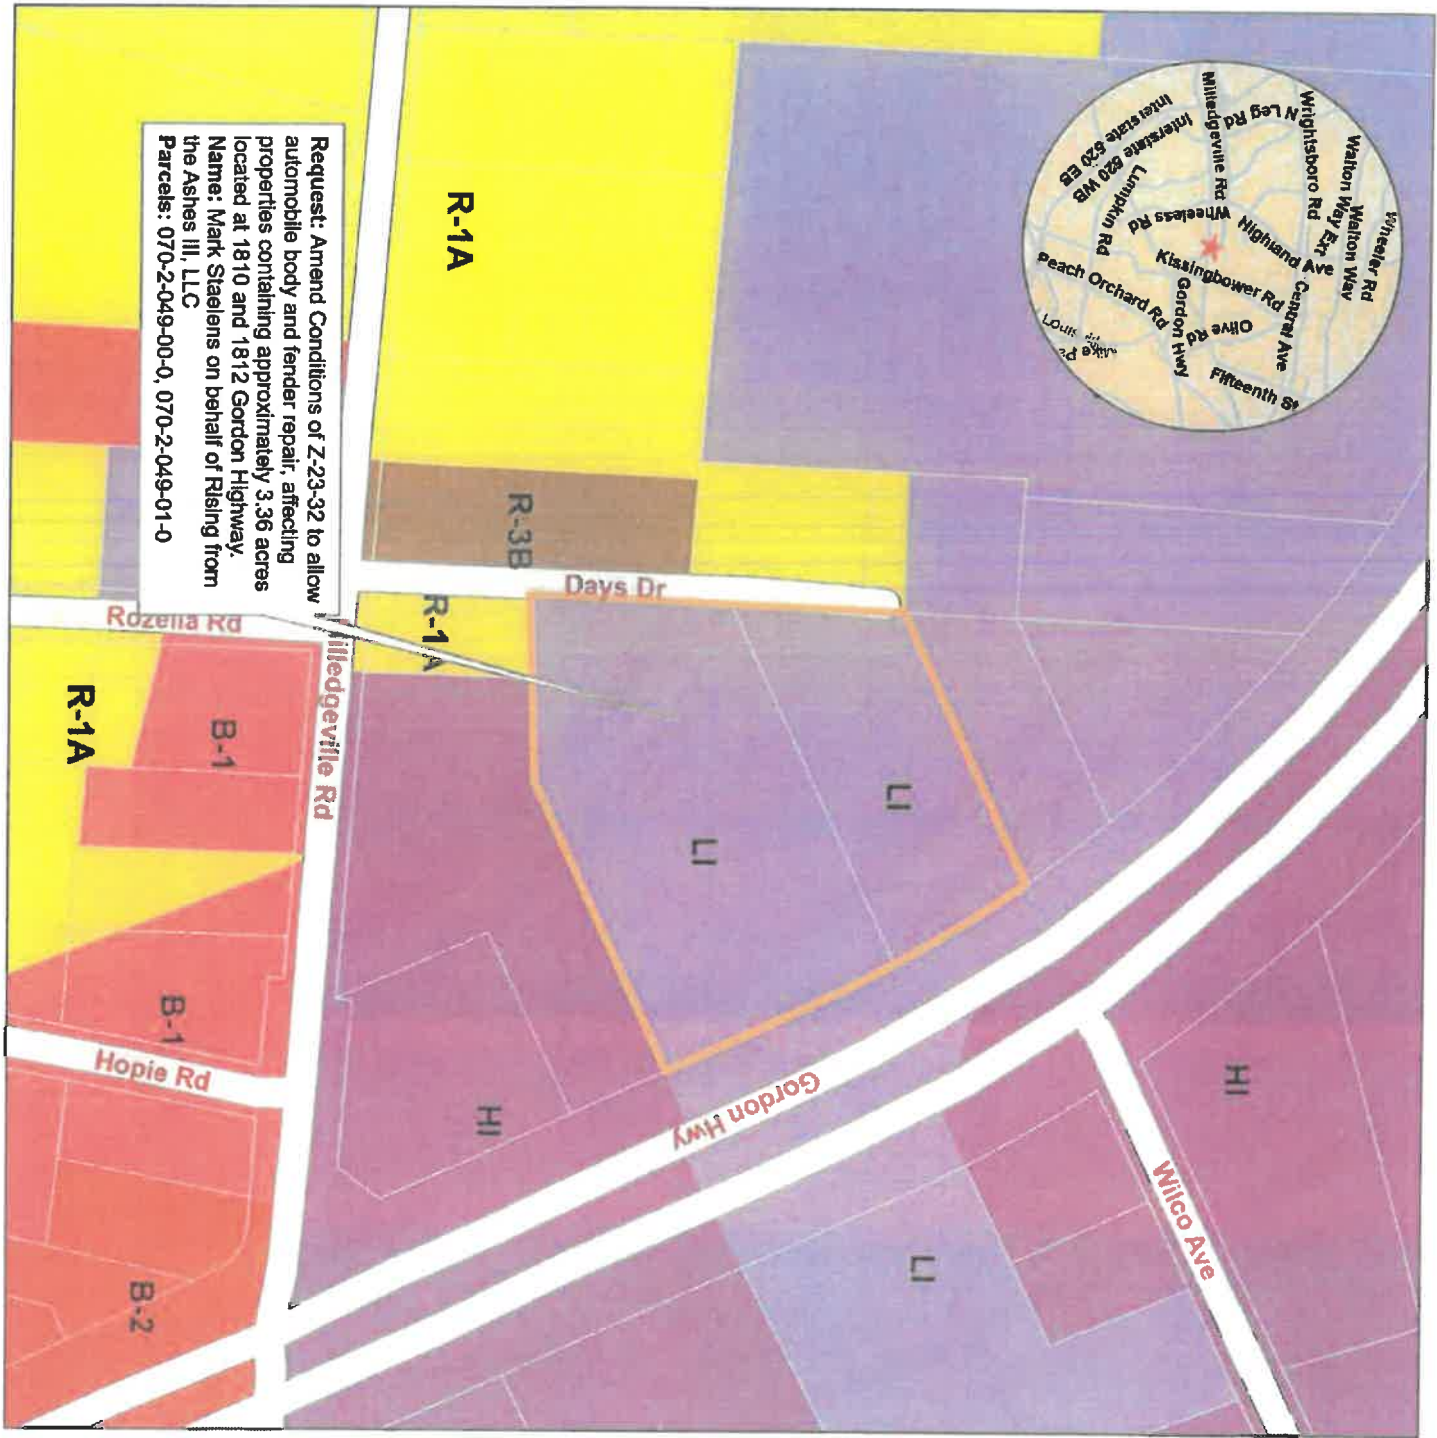 Request: Amend Conditions of Z-23-32 to allow
automobile body and fender repair, affecting
properties containing approximately 3.36 acres
located at 1810 and 1812 Gordon Highway.
Name: Mark Staelens on behalf of Rising from
the Ashes III, LLC
Parcels: 070-2-049-00-0, 070-2-049-01-0
Wheeler Rd
Walton Way
Walton Way Ext
Wrightsboro Rd
N Leg Rd
Milledgeville Rd
Interstate 520 WB
Interstate 520 EB
Lumpkin Rd
Wheeless Rd
Highland Ave
Central Ave
Kissingbower Rd
Gordon Hwy
Olive Rd
Peach Orchard Rd
Fifteenth St
R-1A
R-3B
Days Dr
R-1A
LI
LI
HI
HI
LI
Wilco Ave
Gordon Hwy
illedgeville Rd
Rozella Rd
R-1A
B-1
B-1
Hopie Rd
B-2